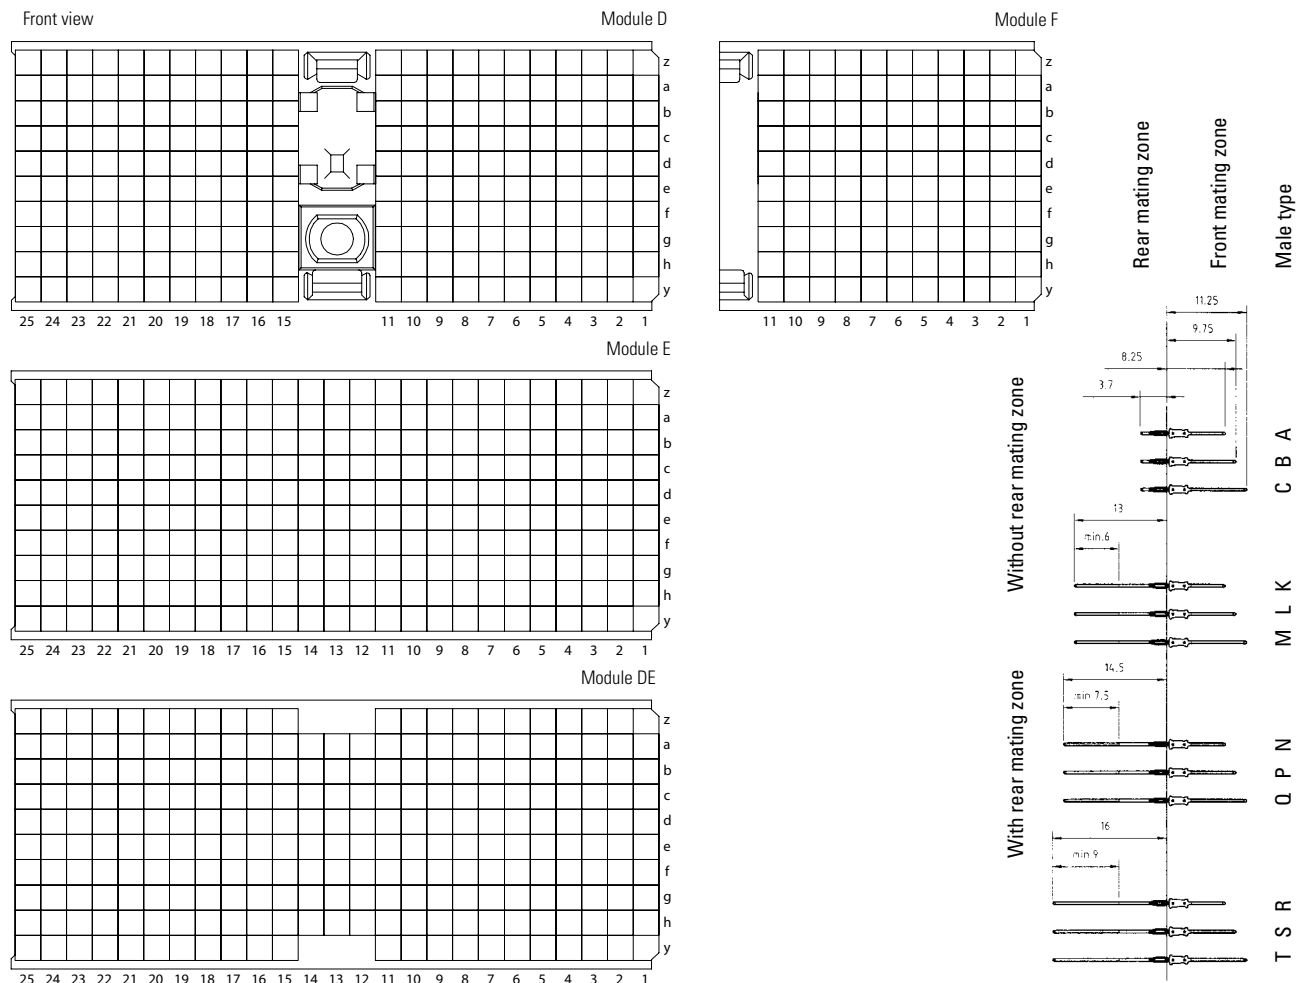 Front view
Module D
z
a
b
c
d
e
f
g
h
y
25 24 23 22 21 20 19 18 17 16 15 11 10 9 8 7 6 5 4 3 2 1
Module F
z
a
b
c
d
e
f
g
h
y
11 10 9 8 7 6 5 4 3 2 1
Module E
z
a
b
c
d
e
f
g
h
y
25 24 23 22 21 20 19 18 17 16 15 14 13 12 11 10 9 8 7 6 5 4 3 2 1
Module DE
z
a
b
c
d
e
f
g
h
y
25 24 23 22 21 20 19 18 17 16 15 14 13 12 11 10 9 8 7 6 5 4 3 2 1
Rear mating zone
Front mating zone
Male type
Without rear mating zone
11.25
9.75
8.25
3.7
A
B
C
13
min.6
K
L
M
With rear mating zone
14.5
min 7.5
N
P
Q
16
min 9
R
S
T